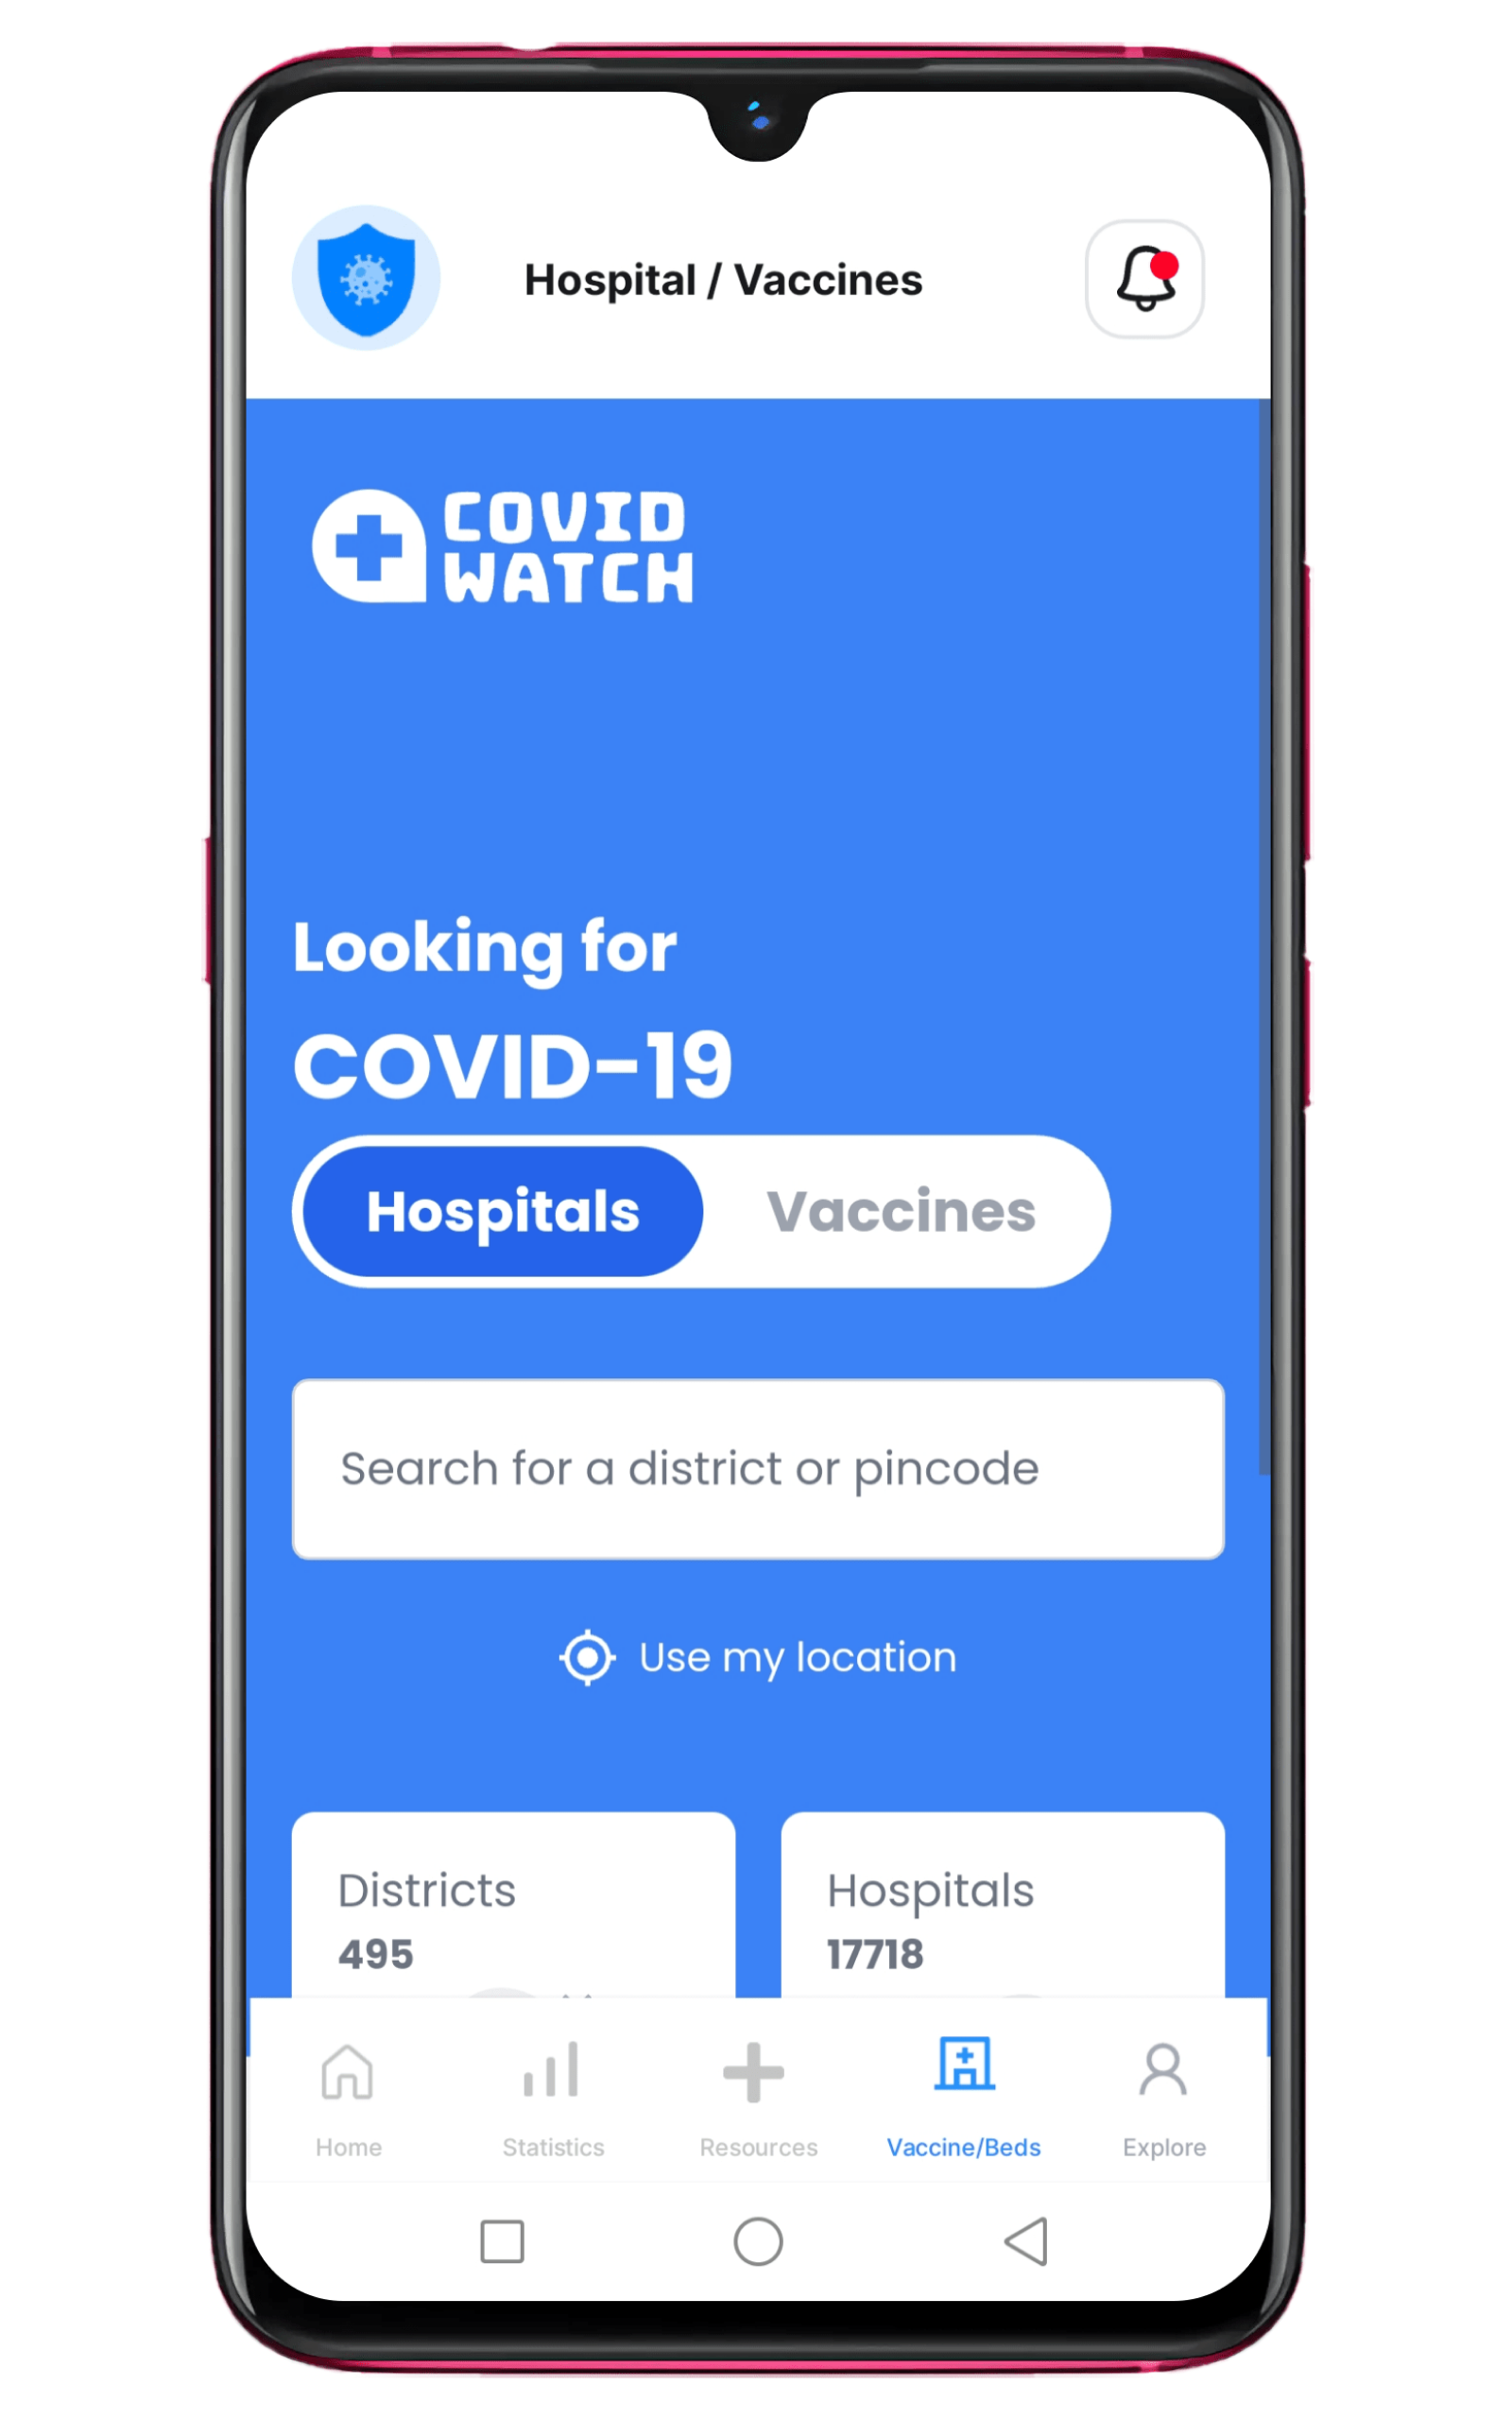 Hospital / Vaccines
COVID
WATCH
Looking for
COVID-19
Hospitals Vaccines
Search for a district or pincode
Use my location
Districts Hospitals
495 17718
Home Statistics Resources Vaccine/Beds Explore